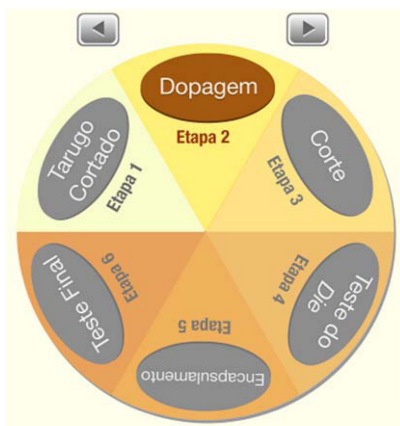 Dopagem
Etapa 2
Corte
Etapa 3
Teste do
Die
Etapa 4
Encapsulamento
Etapa 5
Teste Final
Etapa 6
Tarugo
Cortado
Etapa 1